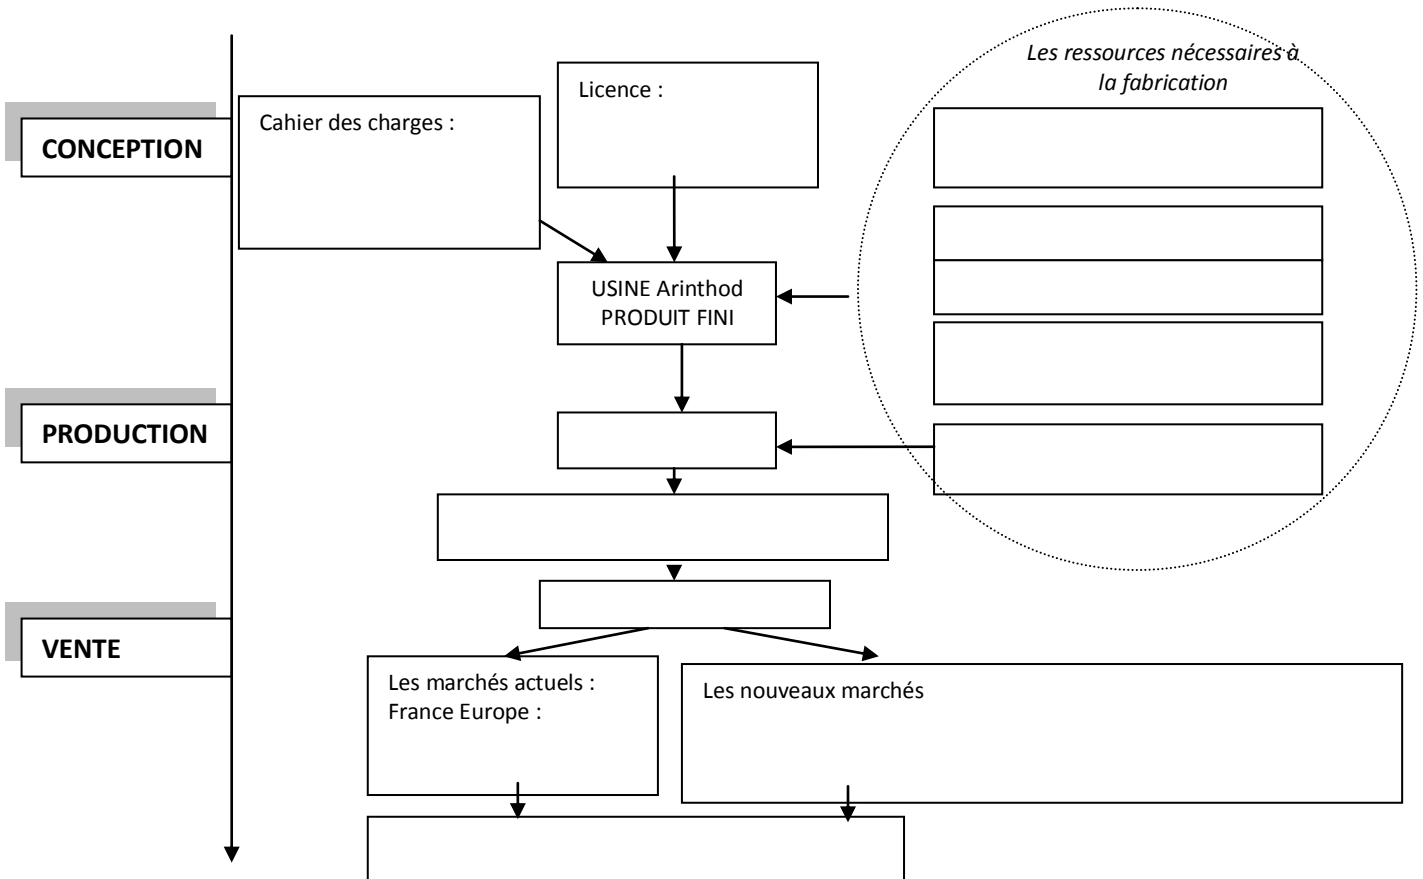 Les ressources nécessaires à
la fabrication
Licence :
Cahier des charges :
CONCEPTION
USINE Arinthod
PRODUIT FINI
PRODUCTION
VENTE
Les marchés actuels :
France Europe :
Les nouveaux marchés